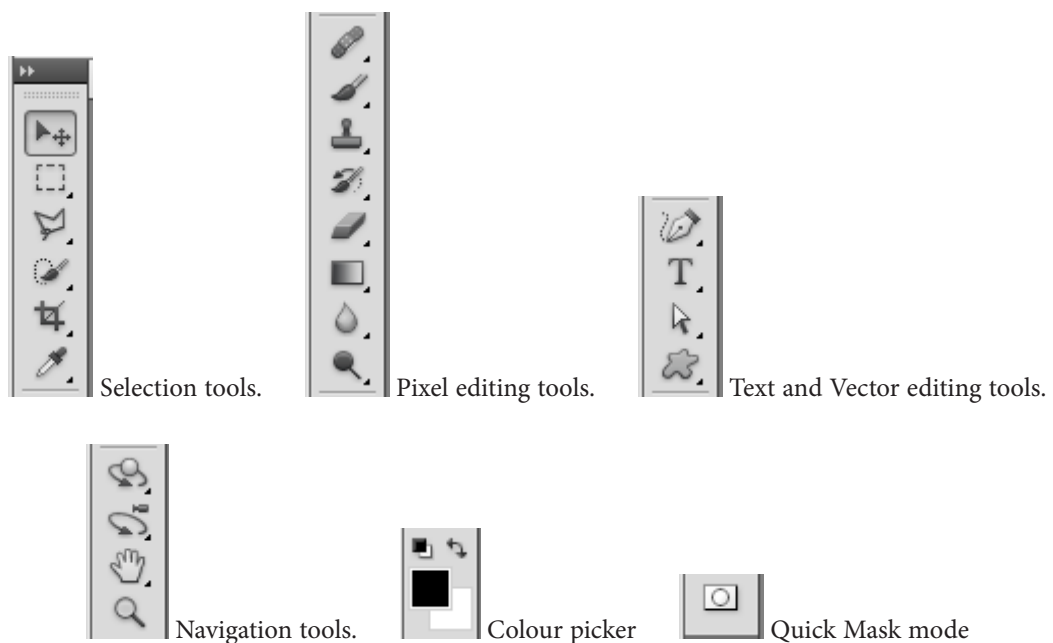 Selection tools. Pixel editing tools. Text and Vector editing tools.
Navigation tools. Colour picker Quick Mask mode